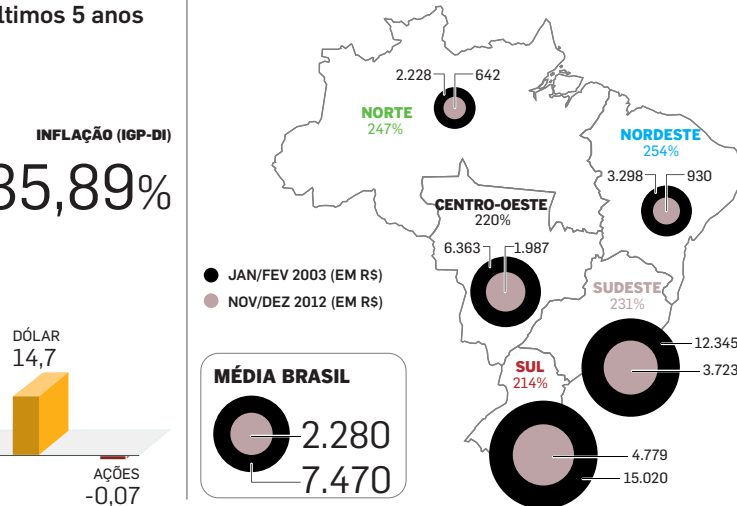 ltimos 5 anos
INFLAÇÃO (IGP-DI)
35,89%
DÓLAR
14,7
AÇÕES
-0,07
2.228
642
NORTE
247%
NORDESTE
254%
3.298
930
CENTRO-OESTE
220%
6.363
1.987
JAN/FEV 2003 (EM R$)
NOV/DEZ 2012 (EM R$)
SUDESTE
231%
12.345
3.723
SUL
214%
4.779
15.020
MÉDIA BRASIL
2.280
7.470